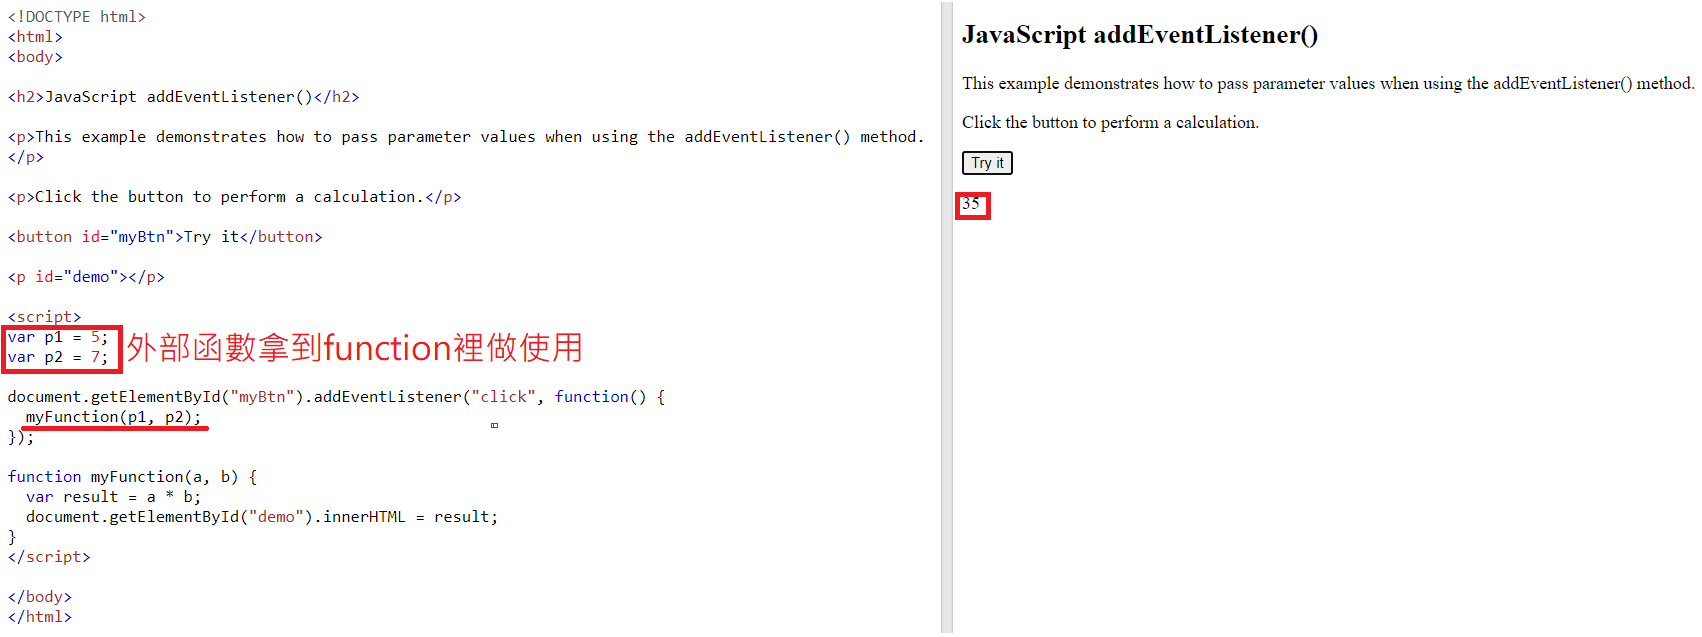 <!DOCTYPE html>
<html>
<body>
<h2>JavaScript addEventListener()</h2>
<p>This example demonstrates how to pass parameter values when using the addEventListener() method.
</p>
<p>Click the button to perform a calculation.</p>
<button id="myBtn">Try it</button>
<p id="demo"></p>
<script>
var p1 = 5;
var p2 = 7;
外部函數拿到function裡做使用
document.getElementById("myBtn").addEventListener("click", function() {
  myFunction(p1, p2);
});
function myFunction(a, b) {
  var result = a * b;
  document.getElementById("demo").innerHTML = result;
}
</script>
</body>
</html>
JavaScript addEventListener()
This example demonstrates how to pass parameter values when using the addEventListener() method.
Click the button to perform a calculation.
Try it
35